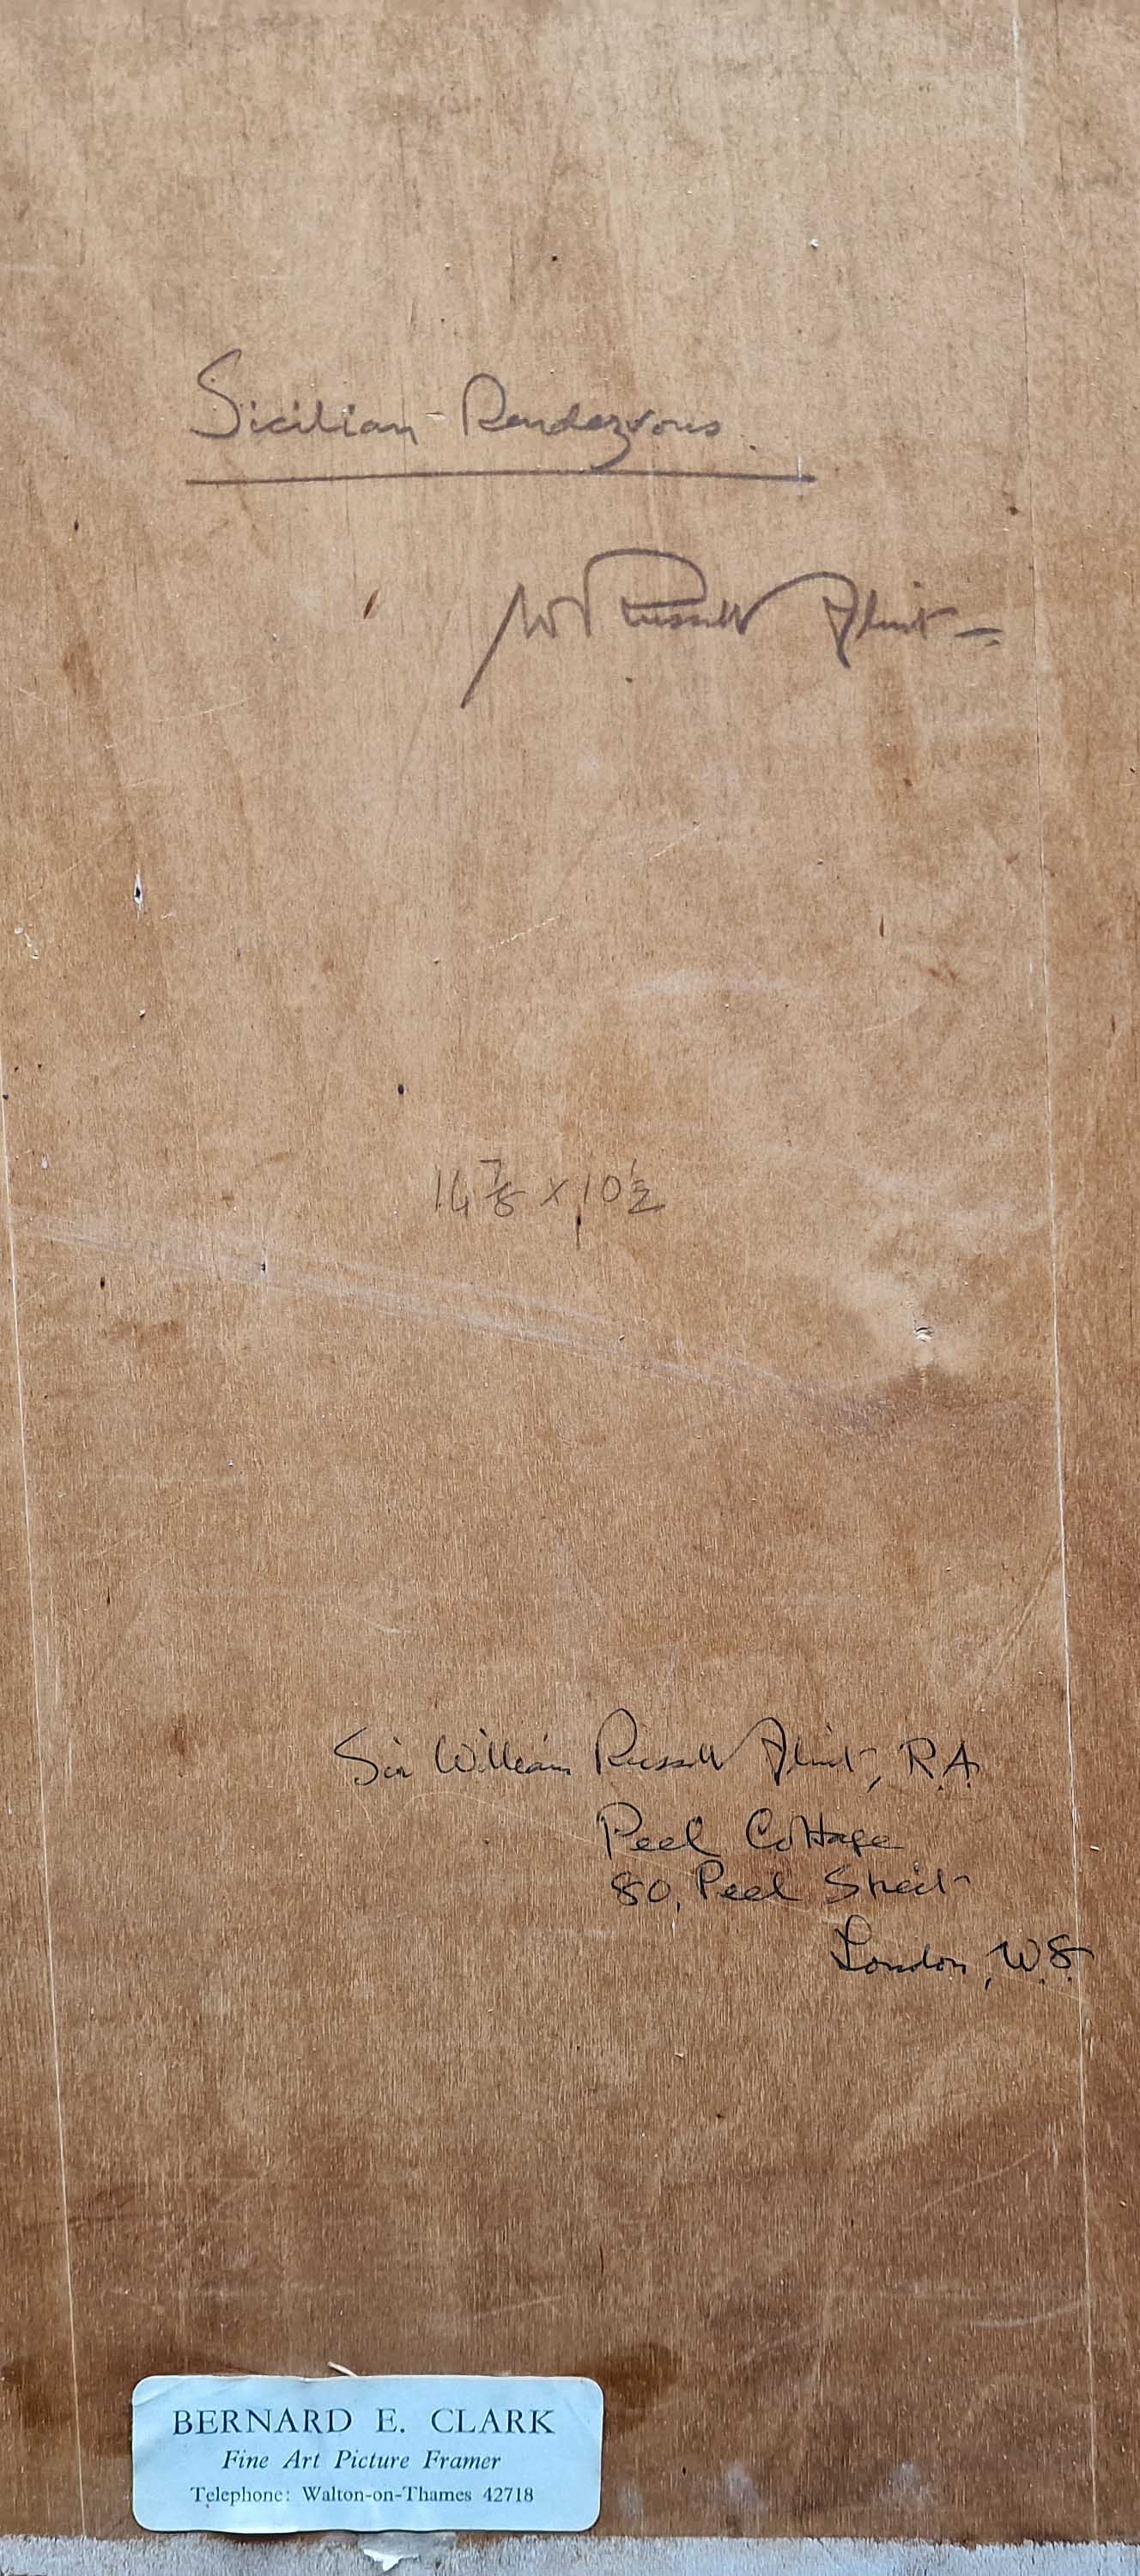 Sicilian Rendezvous
W Russell Flint
14 7/8 x 10 1/2
Sir William Russell Flint, R.A.
Peel Cottage
80, Peel Street
London, W.8.
BERNARD E. CLARK
Fine Art Picture Framer
Telephone: Walton-on-Thames 42718